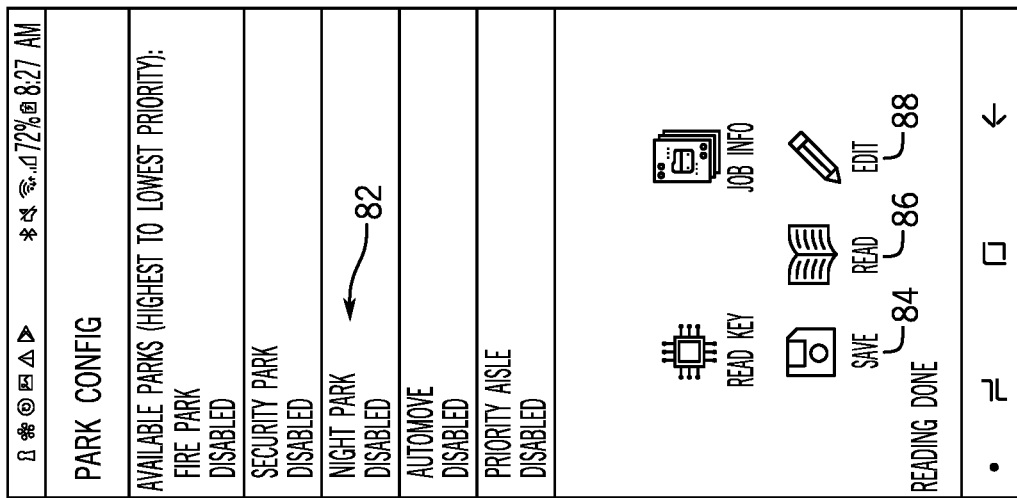 72% 8:27 AM
PARK CONFIG
AVAILABLE PARKS (HIGHEST TO LOWEST PRIORITY):
FIRE PARK
DISABLED
SECURITY PARK
DISABLED
NIGHT PARK
DISABLED
82
AUTOMOVE
DISABLED
PRIORITY AISLE
DISABLED
READ KEY JOB INFO
SAVE READ EDIT
84 86 88
READING DONE